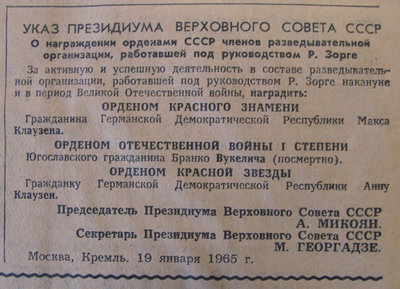 УКАЗ ПРЕЗИДИУМА ВЕРХОВНОГО СОВЕТА СССР
О награждении орденами СССР членов разведывательной
организации, работавшей под руководством Р. Зорге
За активную и успешную деятельность в составе разведыватель-
ной организации, работавшей под руководством Р. Зорге накануне
и в период Великой Отечественной войны, наградить:
ОРДЕНОМ КРАСНОГО ЗНАМЕНИ
Гражданина Германской Демократической Республики Макса
Клаузена.
ОРДЕНОМ ОТЕЧЕСТВЕННОЙ ВОЙНЫ I СТЕПЕНИ
Югославского гражданина Бранко Вукелича (посмертно).
ОРДЕНОМ КРАСНОЙ ЗВЕЗДЫ
Гражданку Германской Демократической Республики Анну
Клаузен.
Председатель Президиума Верховного Совета СССР
А. МИКОЯН.
Секретарь Президиума Верховного Совета СССР
М. ГЕОРГАДЗЕ.
Москва, Кремль. 19 января 1965 г.